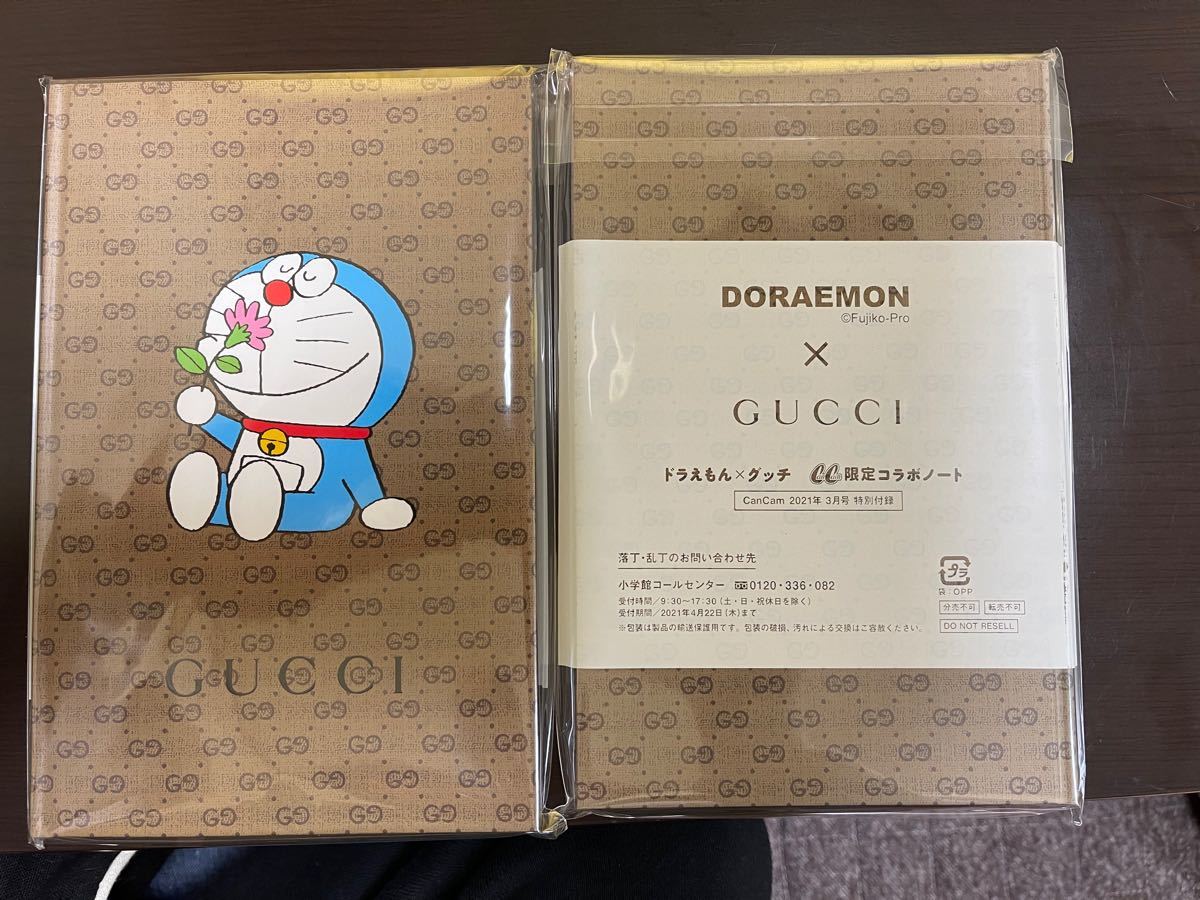 GUCCI
DORAEMON
©Fujiko-Pro
×
GUCCI
ドラえもん×グッチ CanCam限定コラボノート
CanCam 2021年 3月号 特別付録
落丁・乱丁のお問い合わせ先
小学館コールセンター 0120・336・082
受付時間/9:30~17:30(土・日・祝休日を除く)
受付期間/2021年4月22日(木)まで
※包装は製品の輸送保護用です。包装の破損、汚れによる交換はご容赦ください。
プラ
袋:OPP
分売不可 転売不可
DO NOT RESELL